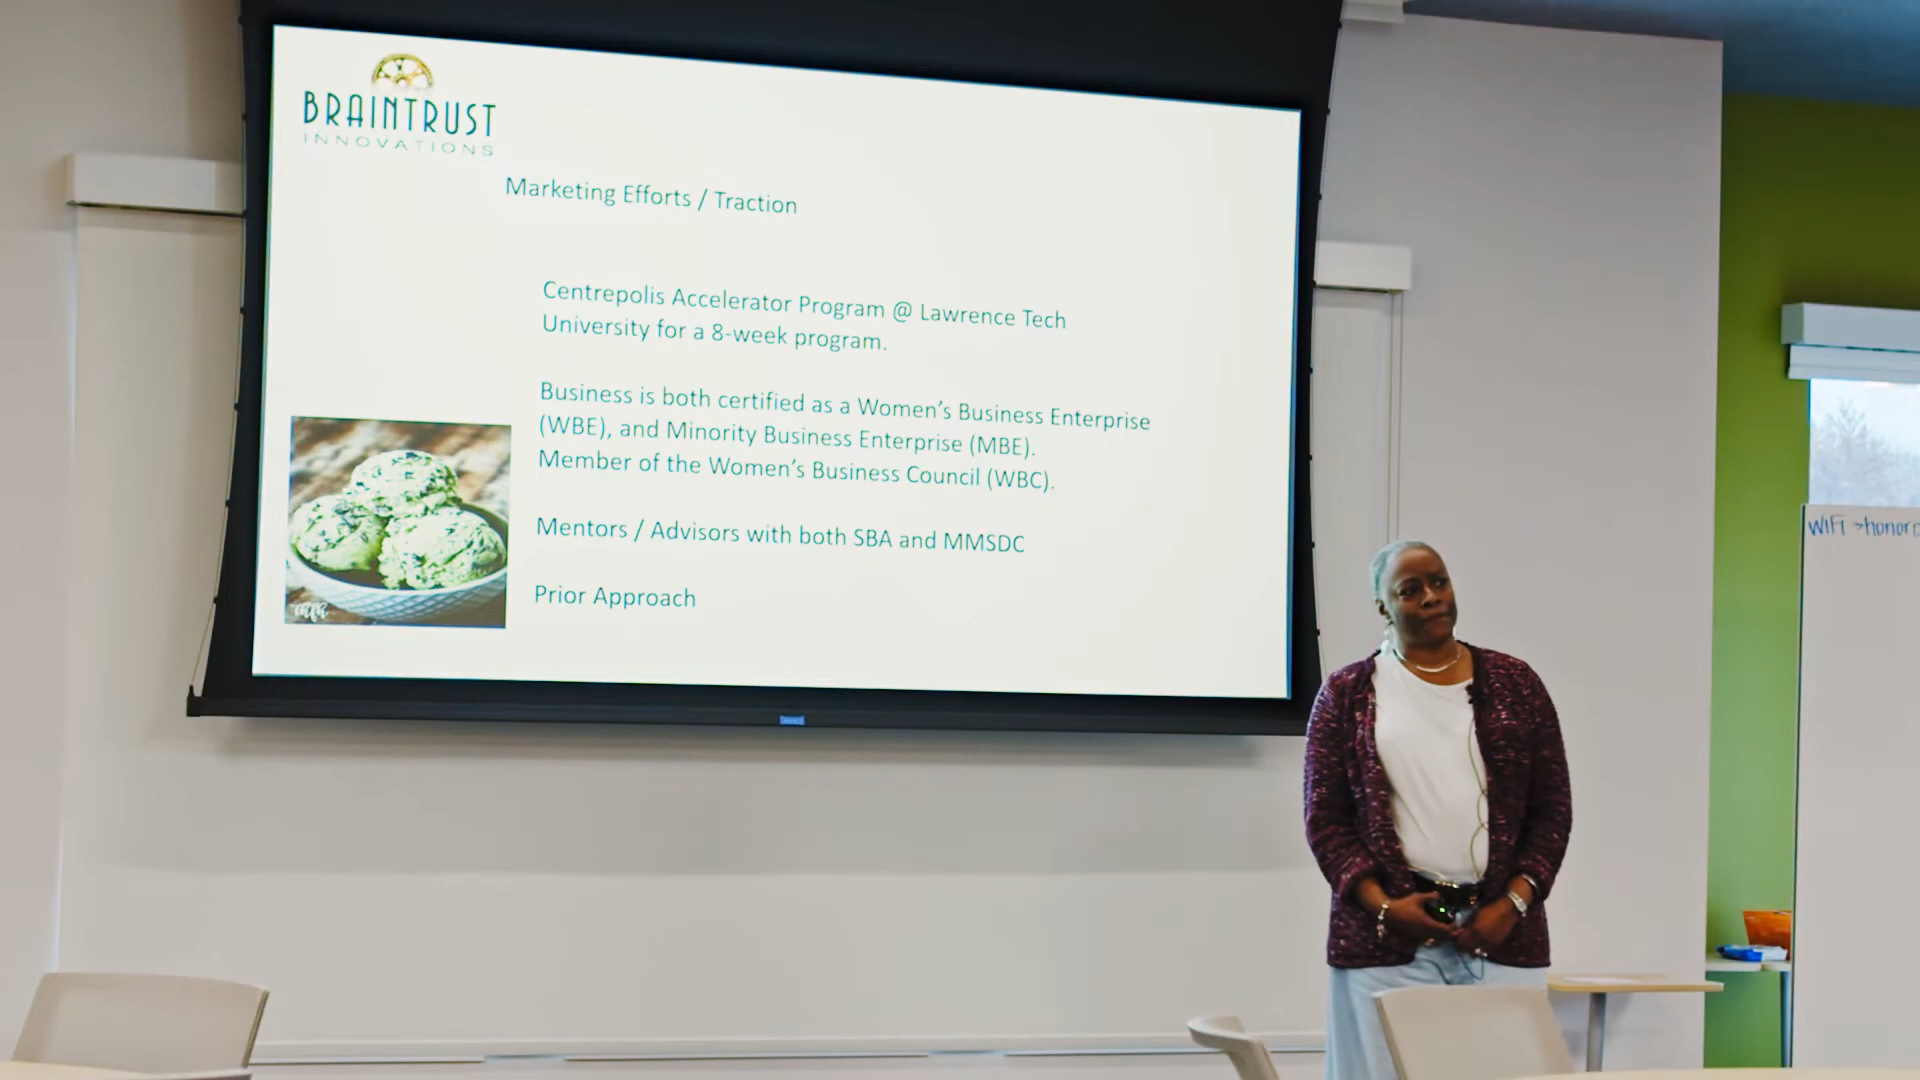 BRAINTRUST
INNOVATIONS
Marketing Efforts / Traction
Centrepolis Accelerator Program @ Lawrence Tech
University for a 8-week program.
Business is both certified as a Women's Business Enterprise
(WBE), and Minority Business Enterprise (MBE).
Member of the Women's Business Council (WBC).
Mentors / Advisors with both SBA and MMSDC
Prior Approach
WIFI